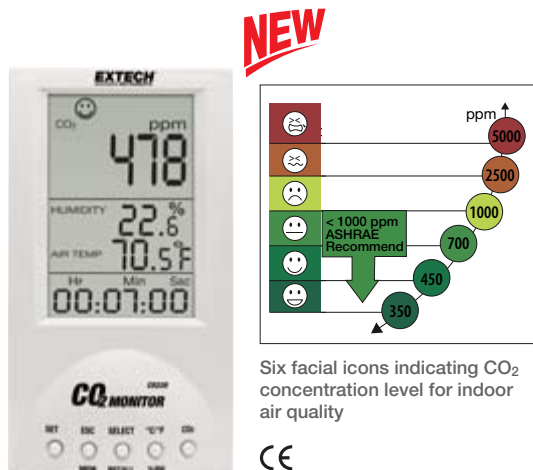 NEW
EXTECH
CO₂ ppm
478
HUMIDITY 22.6%
AIR TEMP 70.5°F
Hr Min Sec
00:07:00
CO₂ MONITOR
SET ESC SELECT °C/°F CO₂
ppm
5000
2500
1000
700
450
350
< 1000 ppm
ASHRAE
Recommend
Six facial icons indicating CO₂
concentration level for indoor
air quality
CE